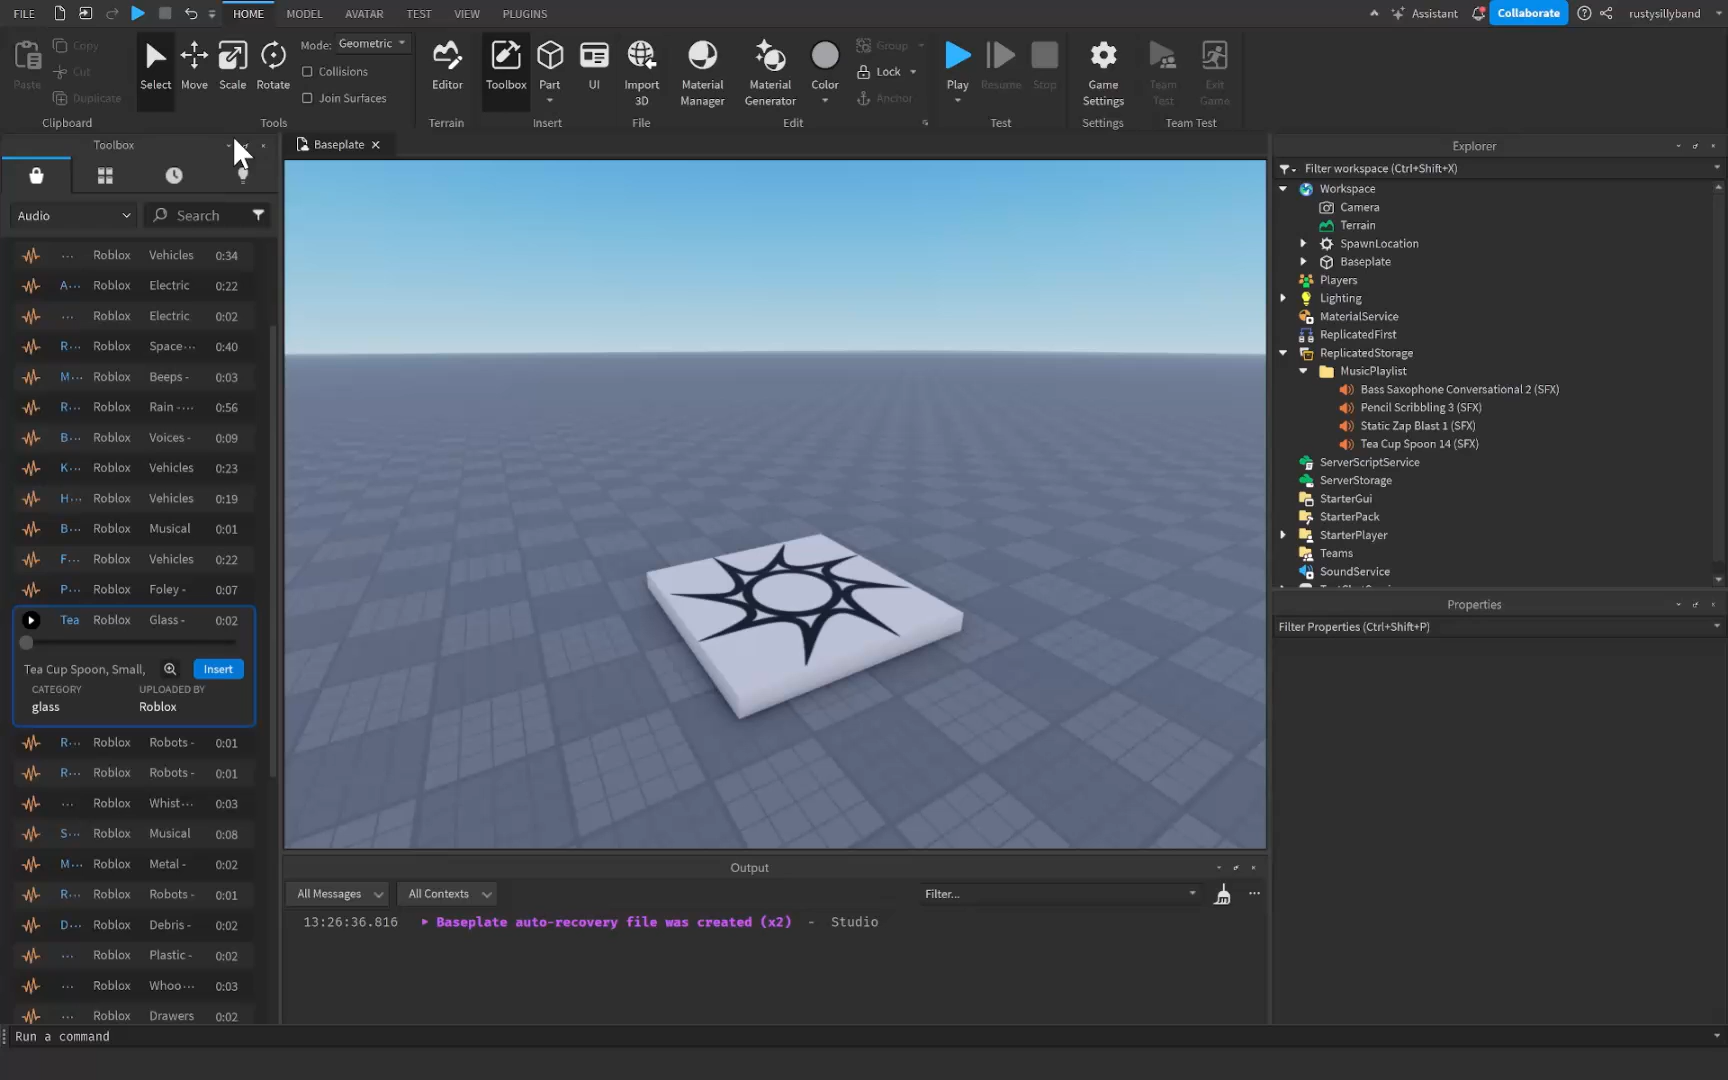 FILE HOME MODEL AVATAR TEST VIEW PLUGINS Assistant Collaborate rustysillyband
Paste Copy Cut Duplicate Clipboard
Select Move Scale Rotate Mode: Geometric Collisions Join Surfaces Tools
Editor Terrain
Toolbox Part UI Insert
Import 3D File
Material Manager Material Generator Color Group Lock Anchor Edit
Play Resume Stop Test
Game Settings Settings
Team Test Exit Game Team Test
Toolbox
Audio Search
... Roblox Vehicles 0:34
A... Roblox Electric 0:22
... Roblox Electric 0:02
R... Roblox Space... 0:40
M... Roblox Beeps - 0:03
R... Roblox Rain -... 0:56
B... Roblox Voices - 0:09
K... Roblox Vehicles 0:23
H... Roblox Vehicles 0:19
B... Roblox Musical 0:01
F... Roblox Vehicles 0:22
P... Roblox Foley - 0:07
Tea Roblox Glass - 0:02
Tea Cup Spoon, Small, Insert
CATEGORY UPLOADED BY
glass Roblox
R... Roblox Robots - 0:01
R... Roblox Robots - 0:01
... Roblox Whist... 0:03
S... Roblox Musical 0:08
M... Roblox Metal - 0:02
R... Roblox Robots - 0:01
D... Roblox Debris - 0:02
... Roblox Plastic - 0:02
... Roblox Whoo... 0:03
... Roblox Drawers 0:02
Baseplate
Output
All Messages All Contexts Filter...
13:26:36.816 Baseplate auto-recovery file was created (x2) - Studio
Explorer
Filter workspace (Ctrl+Shift+X)
Workspace
Camera
Terrain
SpawnLocation
Baseplate
Players
Lighting
MaterialService
ReplicatedFirst
ReplicatedStorage
MusicPlaylist
Bass Saxophone Conversational 2 (SFX)
Pencil Scribbling 3 (SFX)
Static Zap Blast 1 (SFX)
Tea Cup Spoon 14 (SFX)
ServerScriptService
ServerStorage
StarterGui
StarterPack
StarterPlayer
Teams
SoundService
Properties
Filter Properties (Ctrl+Shift+P)
Run a command